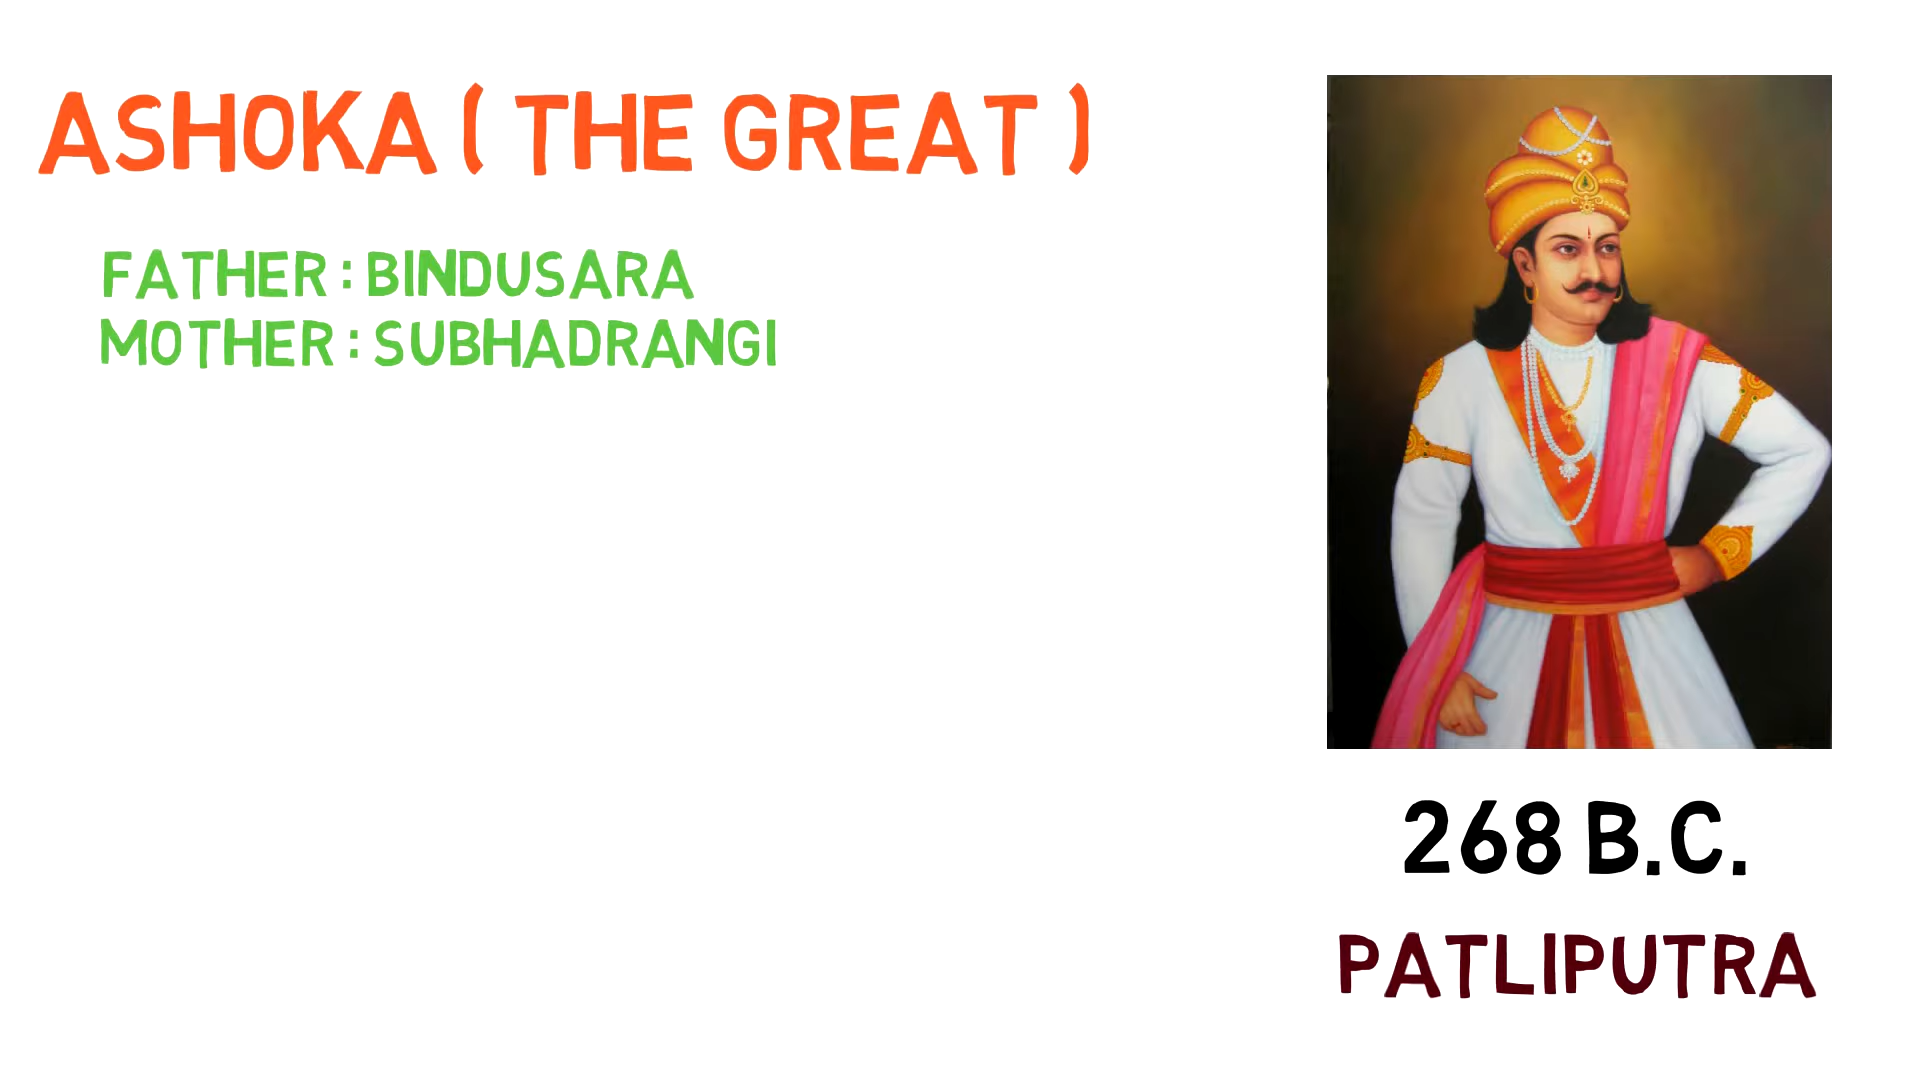 ASHOKA ( THE GREAT )
FATHER : BINDUSARA
MOTHER : SUBHADRANGI
268 B.C.
PATLIPUTRA